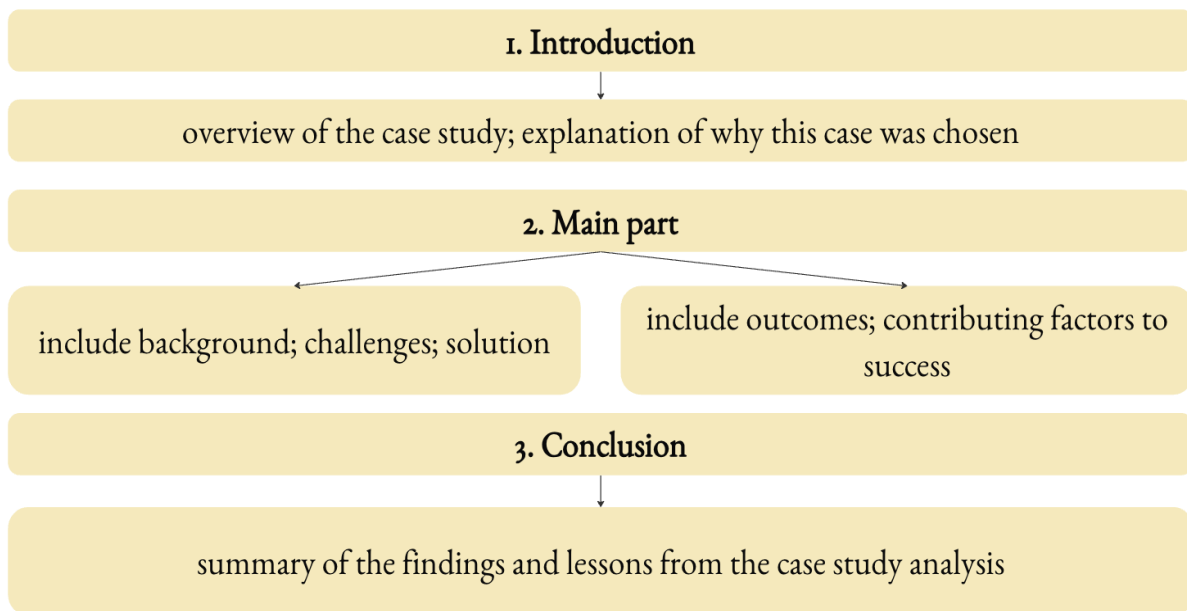 1. Introduction
overview of the case study; explanation of why this case was chosen
2. Main part
include background; challenges; solution
include outcomes; contributing factors to
success
3. Conclusion
summary of the findings and lessons from the case study analysis